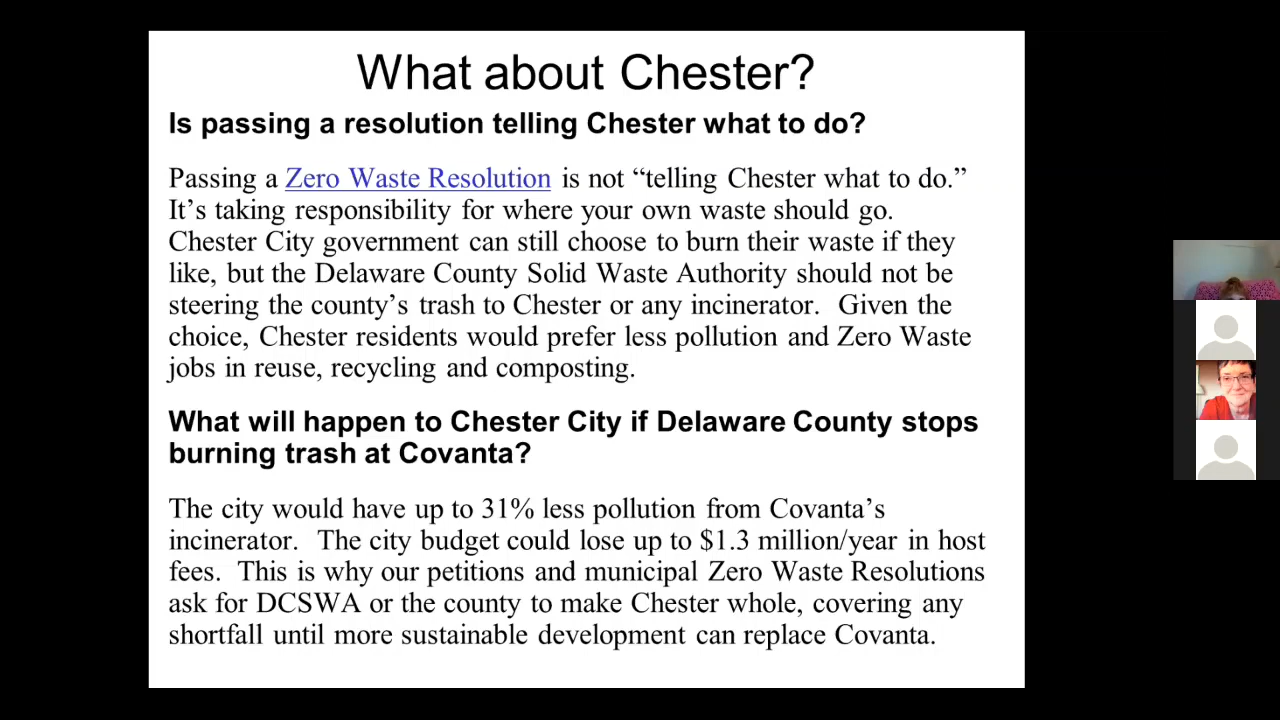 What about Chester?
Is passing a resolution telling Chester what to do?
Passing a Zero Waste Resolution is not “telling Chester what to do.”
It’s taking responsibility for where your own waste should go.
Chester City government can still choose to burn their waste if they
like, but the Delaware County Solid Waste Authority should not be
steering the county’s trash to Chester or any incinerator.  Given the
choice, Chester residents would prefer less pollution and Zero Waste
jobs in reuse, recycling and composting.
What will happen to Chester City if Delaware County stops
burning trash at Covanta?
The city would have up to 31% less pollution from Covanta’s
incinerator.  The city budget could lose up to $1.3 million/year in host
fees.  This is why our petitions and municipal Zero Waste Resolutions
ask for DCSWA or the county to make Chester whole, covering any
shortfall until more sustainable development can replace Covanta.